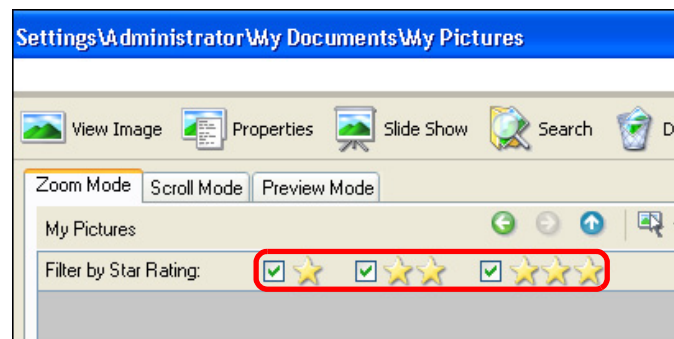 Settings\Administrator\My Documents\My Pictures
View Image Properties Slide Show Search D
Zoom Mode Scroll Mode Preview Mode
My Pictures
Filter by Star Rating: